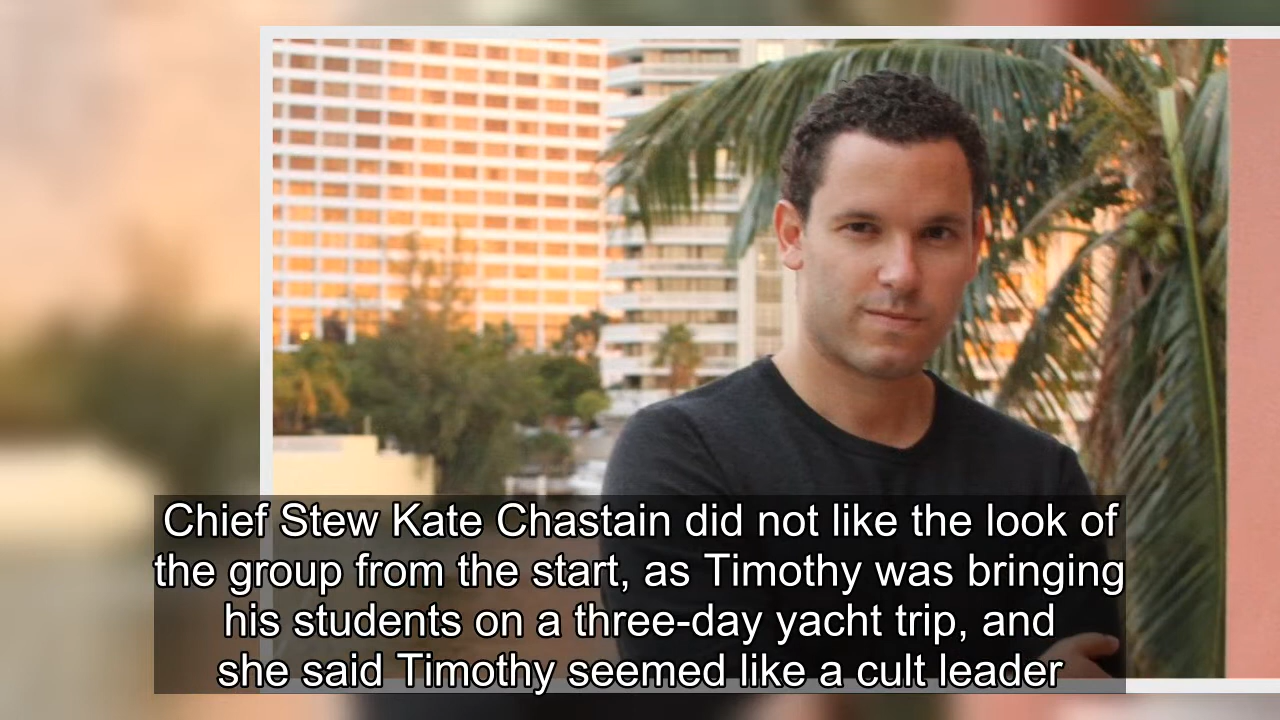 Chief Stew Kate Chastain did not like the look of
the group from the start, as Timothy was bringing
his students on a three-day yacht trip, and
she said Timothy seemed like a cult leader